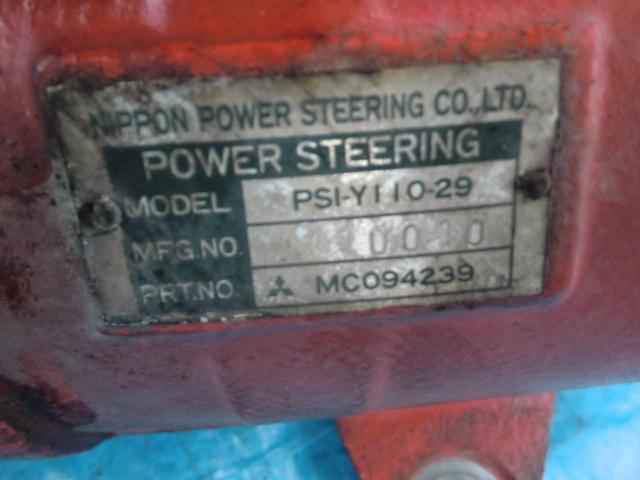 NIPPON POWER STEERING CO.,LTD.
POWER STEERING
MODEL PSI-Y110-29
MFG.NO.
PRT.NO. MC094239